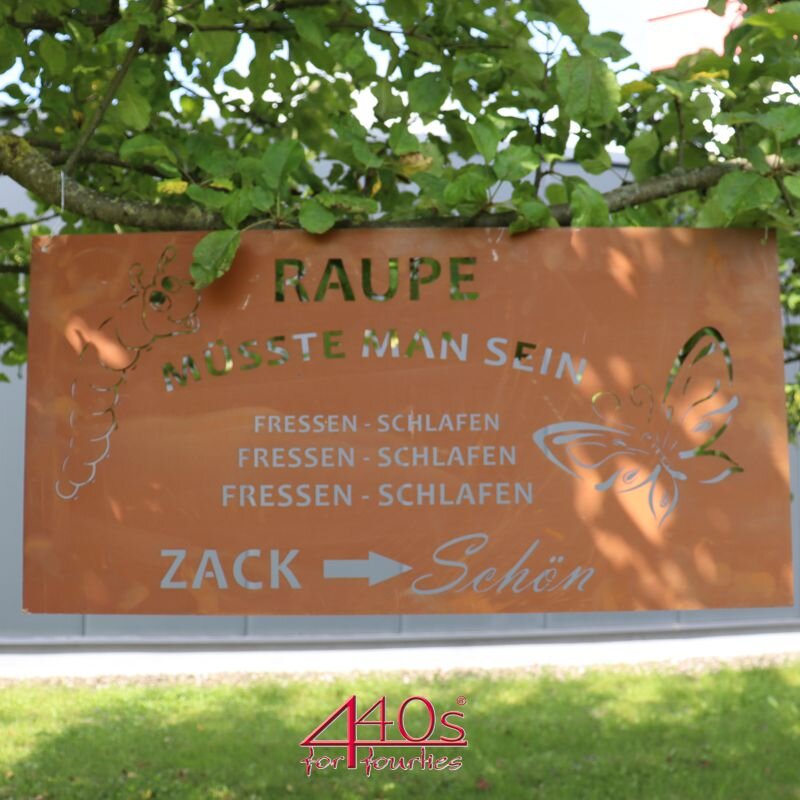 RAUPE
MÜSSTE MAN SEIN
FRESSEN - SCHLAFEN
FRESSEN - SCHLAFEN
FRESSEN - SCHLAFEN
ZACK Schön
440s®
for fourties